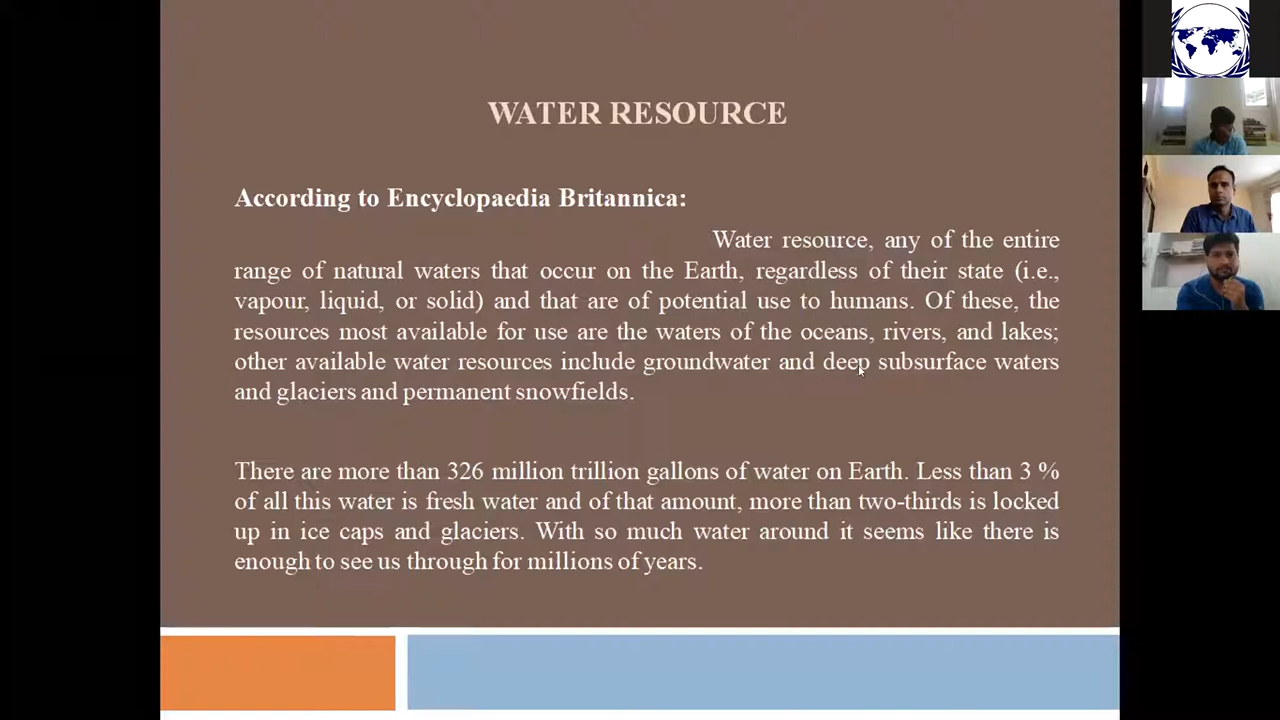 WATER RESOURCE
According to Encyclopaedia Britannica:
Water resource, any of the entire
range of natural waters that occur on the Earth, regardless of their state (i.e.,
vapour, liquid, or solid) and that are of potential use to humans. Of these, the
resources most available for use are the waters of the oceans, rivers, and lakes;
other available water resources include groundwater and deep subsurface waters
and glaciers and permanent snowfields.
There are more than 326 million trillion gallons of water on Earth. Less than 3 %
of all this water is fresh water and of that amount, more than two-thirds is locked
up in ice caps and glaciers. With so much water around it seems like there is
enough to see us through for millions of years.